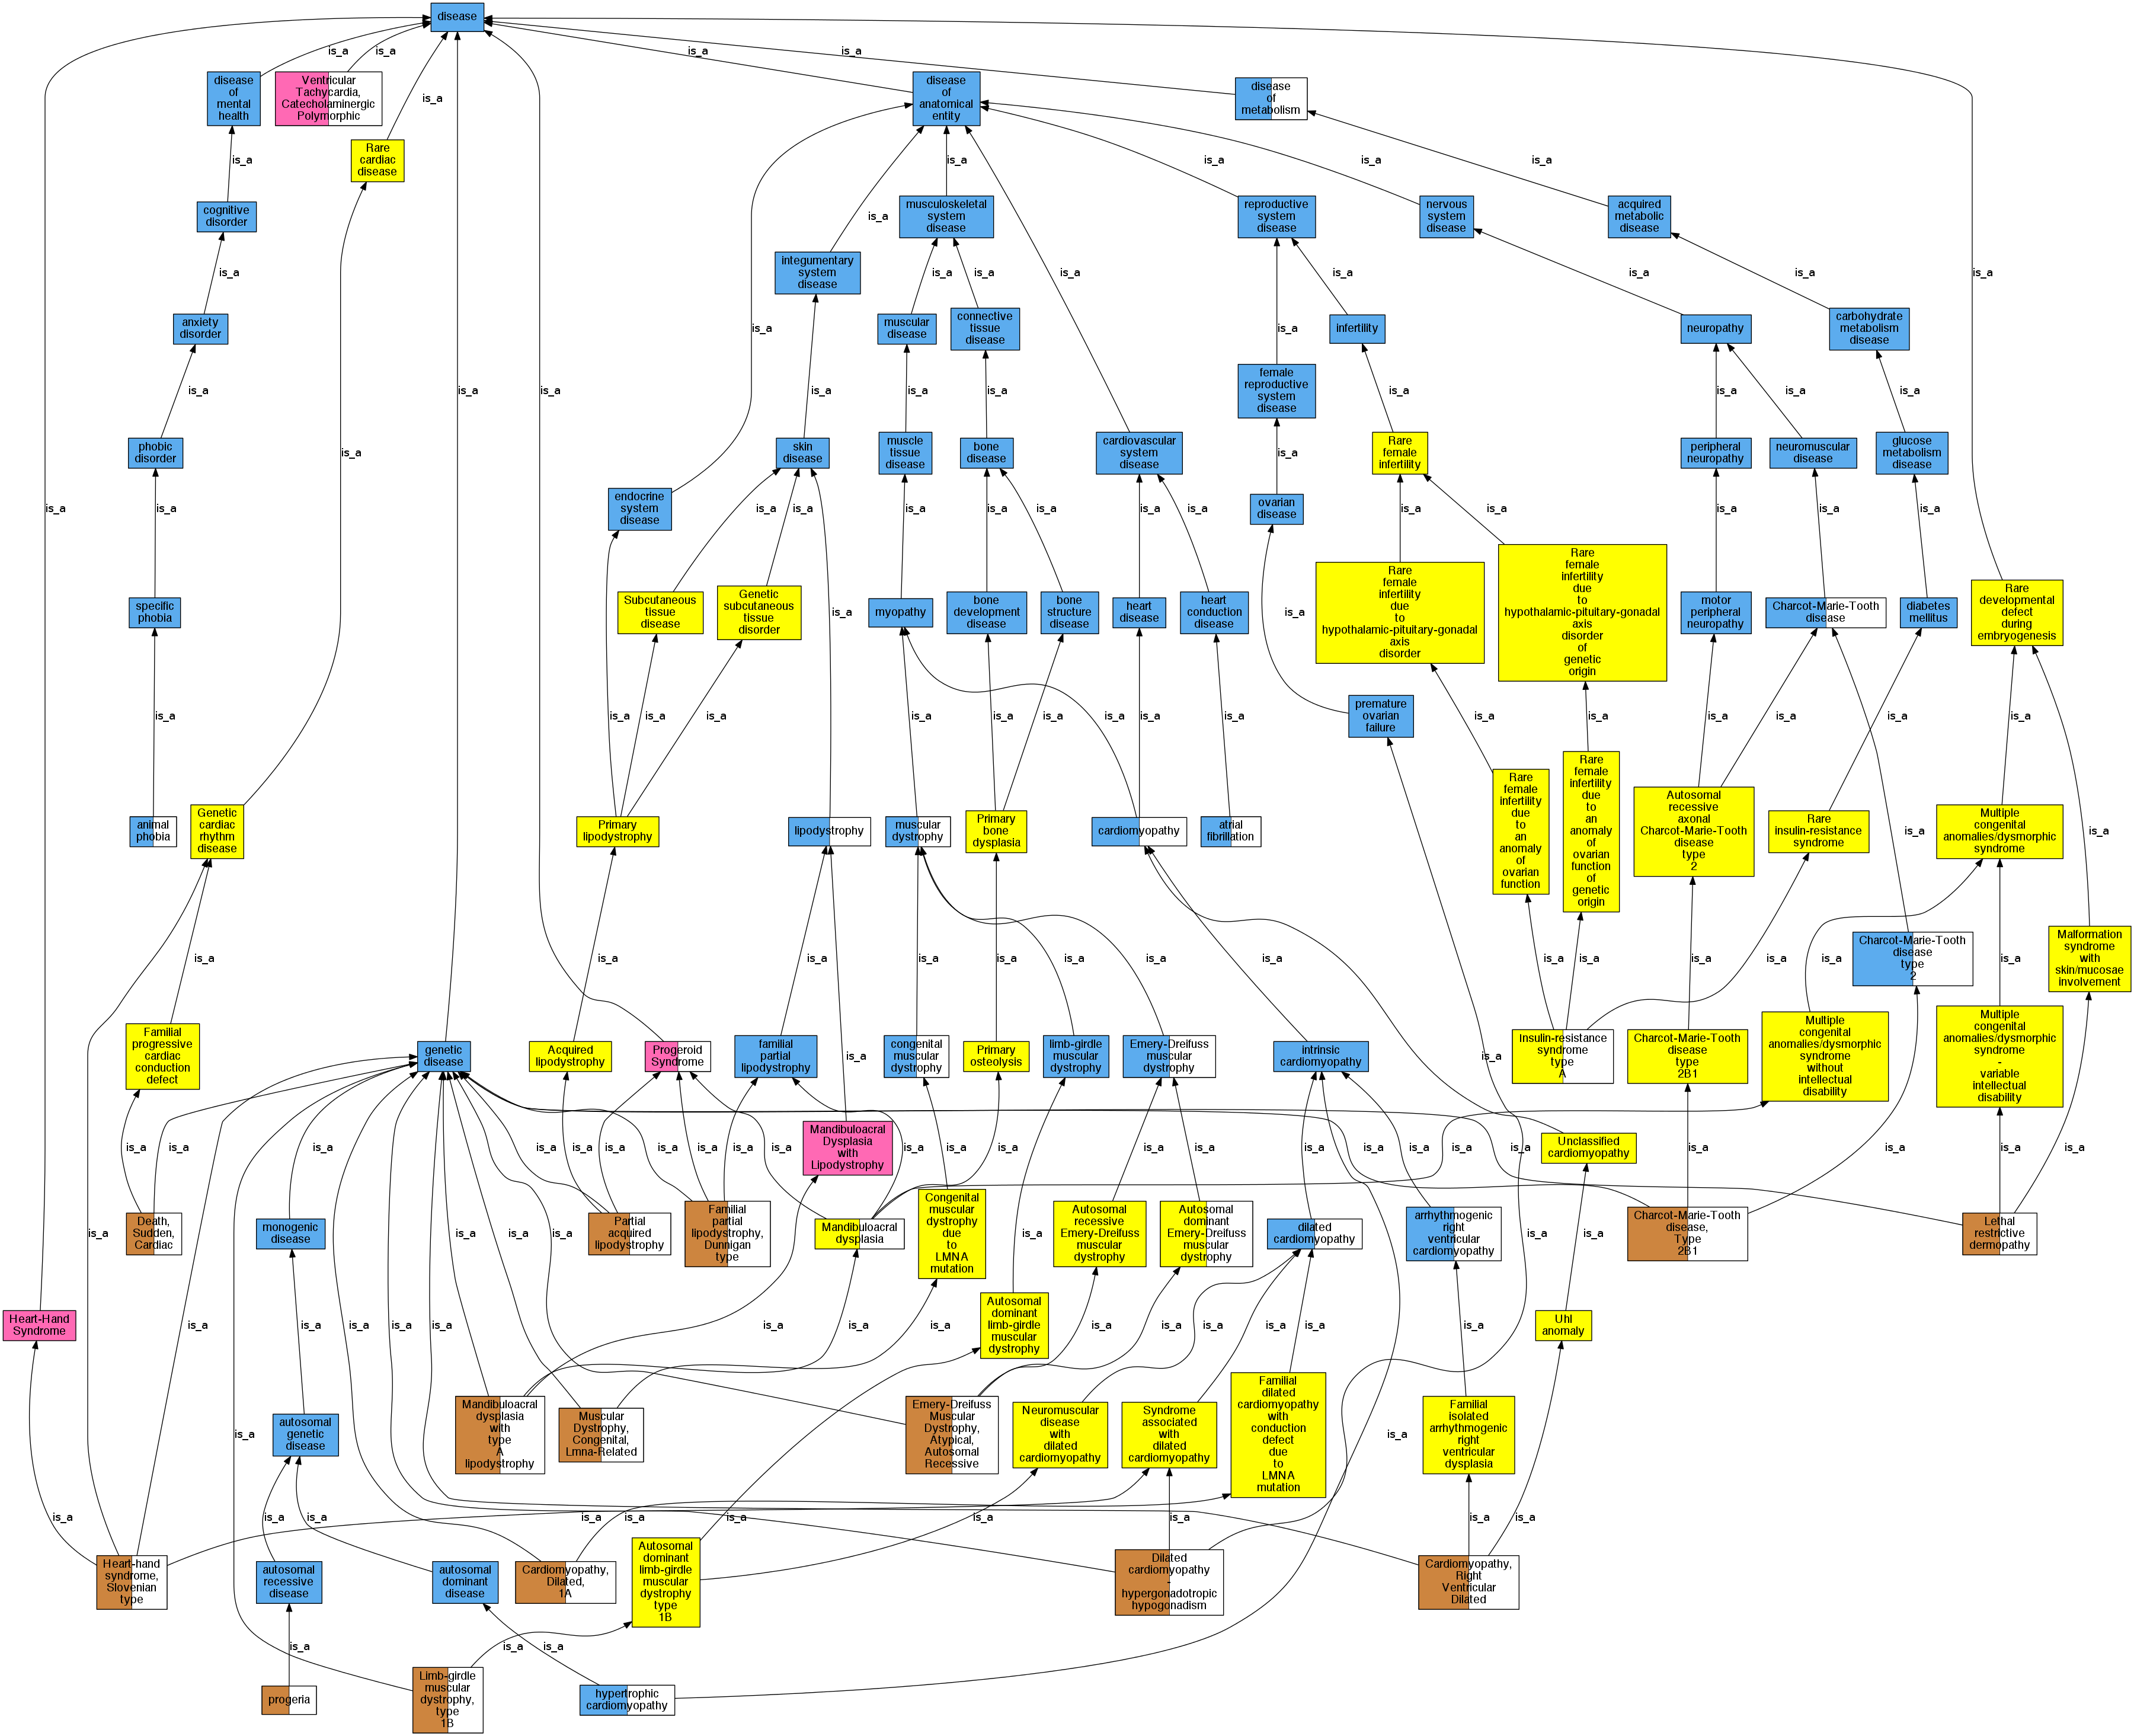 disease
is_a
is_a
is_a
is_a
disease
of
mental
health
Ventricular
Tachycardia,
Catecholaminergic
Polymorphic
disease
of
anatomical
entity
disease
of
metabolism
is_a
Rare
cardiac
disease
is_a
is_a
is_a
is_a
is_a
cognitive
disorder
musculoskeletal
system
disease
reproductive
system
disease
nervous
system
disease
acquired
metabolic
disease
is_a
is_a
integumentary
system
disease
is_a
is_a
is_a
is_a
is_a
is_a
is_a
anxiety
disorder
is_a
muscular
disease
connective
tissue
disease
is_a
infertility
neuropathy
carbohydrate
metabolism
disease
is_a
is_a
is_a
is_a
is_a
is_a
female
reproductive
system
disease
is_a
is_a
is_a
is_a
phobic
disorder
is_a
skin
disease
muscle
tissue
disease
bone
disease
cardiovascular
system
disease
is_a
Rare
female
infertility
peripheral
neuropathy
neuromuscular
disease
glucose
metabolism
disease
is_a
is_a
endocrine
system
disease
is_a
is_a
is_a
is_a
is_a
is_a
is_a
ovarian
disease
is_a
is_a
is_a
is_a
is_a
specific
phobia
Subcutaneous
tissue
disease
Genetic
subcutaneous
tissue
disorder
is_a
myopathy
bone
development
disease
bone
structure
disease
heart
disease
heart
conduction
disease
is_a
Rare
female
infertility
due
to
hypothalamic-pituitary-gonadal
axis
disorder
Rare
female
infertility
due
to
hypothalamic-pituitary-gonadal
axis
disorder
of
genetic
origin
motor
peripheral
neuropathy
Charcot-Marie-Tooth
disease
diabetes
mellitus
Rare
developmental
defect
during
embryogenesis
is_a
is_a
is_a
is_a
is_a
is_a
is_a
is_a
is_a
is_a
premature
ovarian
failure
is_a
is_a
is_a
is_a
is_a
is_a
animal
phobia
Genetic
cardiac
rhythm
disease
Primary
lipodystrophy
lipodystrophy
muscular
dystrophy
Primary
bone
dysplasia
cardiomyopathy
atrial
fibrillation
Rare
female
infertility
due
to
an
anomaly
of
ovarian
function
Rare
female
infertility
due
to
an
anomaly
of
ovarian
function
of
genetic
origin
Autosomal
recessive
axonal
Charcot-Marie-Tooth
disease
type
2
Rare
insulin-resistance
syndrome
is_a
Multiple
congenital
anomalies/dysmorphic
syndrome
is_a
is_a
is_a
is_a
is_a
is_a
is_a
is_a
is_a
is_a
is_a
is_a
is_a
is_a
Charcot-Marie-Tooth
disease
type
2
is_a
Malformation
syndrome
with
skin/mucosae
involvement
Familial
progressive
cardiac
conduction
defect
genetic
disease
Acquired
lipodystrophy
Progeroid
Syndrome
familial
partial
lipodystrophy
is_a
congenital
muscular
dystrophy
Primary
osteolysis
limb-girdle
muscular
dystrophy
Emery-Dreifuss
muscular
dystrophy
intrinsic
cardiomyopathy
is_a
Insulin-resistance
syndrome
type
A
Charcot-Marie-Tooth
disease
type
2B1
Multiple
congenital
anomalies/dysmorphic
syndrome
without
intellectual
disability
Multiple
congenital
anomalies/dysmorphic
syndrome
-
variable
intellectual
disability
is_a
is_a
is_a
is_a
is_a
is_a
is_a
is_a
is_a
Mandibuloacral
Dysplasia
with
Lipodystrophy
is_a
is_a
is_a
is_a
is_a
is_a
is_a
is_a
is_a
Unclassified
cardiomyopathy
is_a
is_a
is_a
is_a
Death,
Sudden,
Cardiac
is_a
monogenic
disease
is_a
Partial
acquired
lipodystrophy
Familial
partial
lipodystrophy,
Dunnigan
type
Mandibuloacral
dysplasia
Congenital
muscular
dystrophy
due
to
LMNA
mutation
is_a
Autosomal
recessive
Emery-Dreifuss
muscular
dystrophy
Autosomal
dominant
Emery-Dreifuss
muscular
dystrophy
dilated
cardiomyopathy
arrhythmogenic
right
ventricular
cardiomyopathy
is_a
is_a
Charcot-Marie-Tooth
disease,
Type
2B1
Lethal
restrictive
dermopathy
Heart-Hand
Syndrome
is_a
is_a
is_a
is_a
is_a
is_a
is_a
is_a
Autosomal
dominant
limb-girdle
muscular
dystrophy
is_a
is_a
is_a
is_a
is_a
Uhl
anomaly
is_a
autosomal
genetic
disease
Mandibuloacral
dysplasia
with
type
A
lipodystrophy
Muscular
Dystrophy,
Congenital,
Lmna-Related
Emery-Dreifuss
Muscular
Dystrophy,
Atypical,
Autosomal
Recessive
Neuromuscular
disease
with
dilated
cardiomyopathy
Syndrome
associated
with
dilated
cardiomyopathy
Familial
dilated
cardiomyopathy
with
conduction
defect
due
to
LMNA
mutation
is_a
Familial
isolated
arrhythmogenic
right
ventricular
dysplasia
is_a
is_a
is_a
is_a
is_a
is_a
is_a
is_a
is_a
is_a
Heart-hand
syndrome,
Slovenian
type
autosomal
recessive
disease
autosomal
dominant
disease
Cardiomyopathy,
Dilated,
1A
Autosomal
dominant
limb-girdle
muscular
dystrophy
type
1B
Dilated
cardiomyopathy
-
hypergonadotropic
hypogonadism
Cardiomyopathy,
Right
Ventricular
Dilated
is_a
is_a
is_a
progeria
Limb-girdle
muscular
dystrophy,
type
1B
hypertrophic
cardiomyopathy